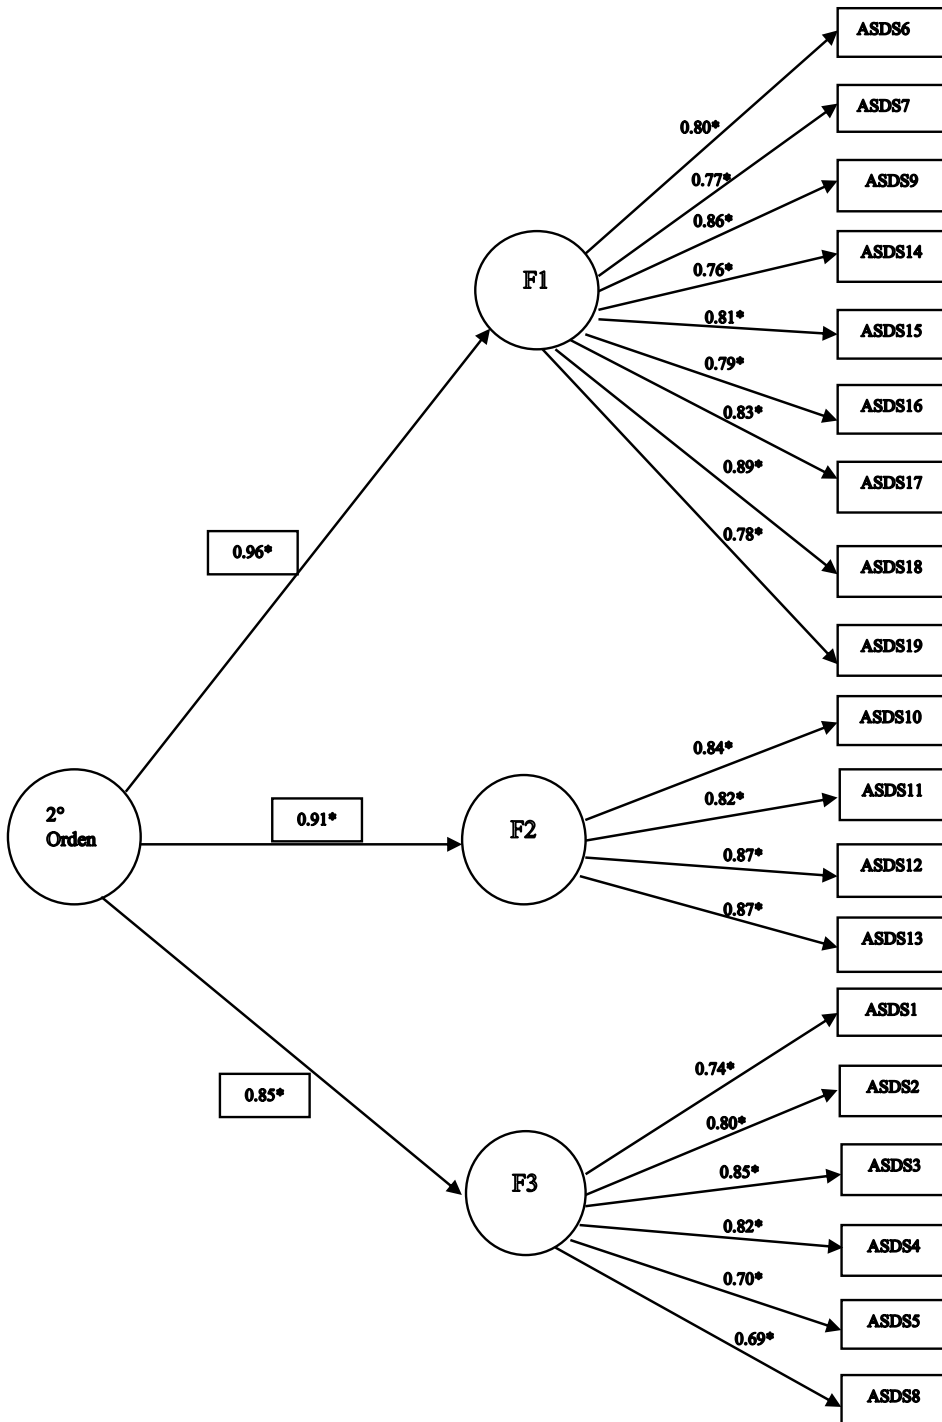 ASDS6
ASDS7
0.80*
0.77*
ASDS9
0.86*
ASDS14
F1
0.76*
0.81*
ASDS15
0.79*
ASDS16
0.83*
0.89*
ASDS17
0.78*
0.96*
ASDS18
ASDS19
ASDS10
0.84*
ASDS11
0.82*
2°
Orden
0.91*
F2
0.87*
ASDS12
0.87*
ASDS13
ASDS1
0.74*
ASDS2
0.85*
0.80*
ASDS3
0.85*
F3
0.82*
ASDS4
0.70*
ASDS5
0.69*
ASDS8